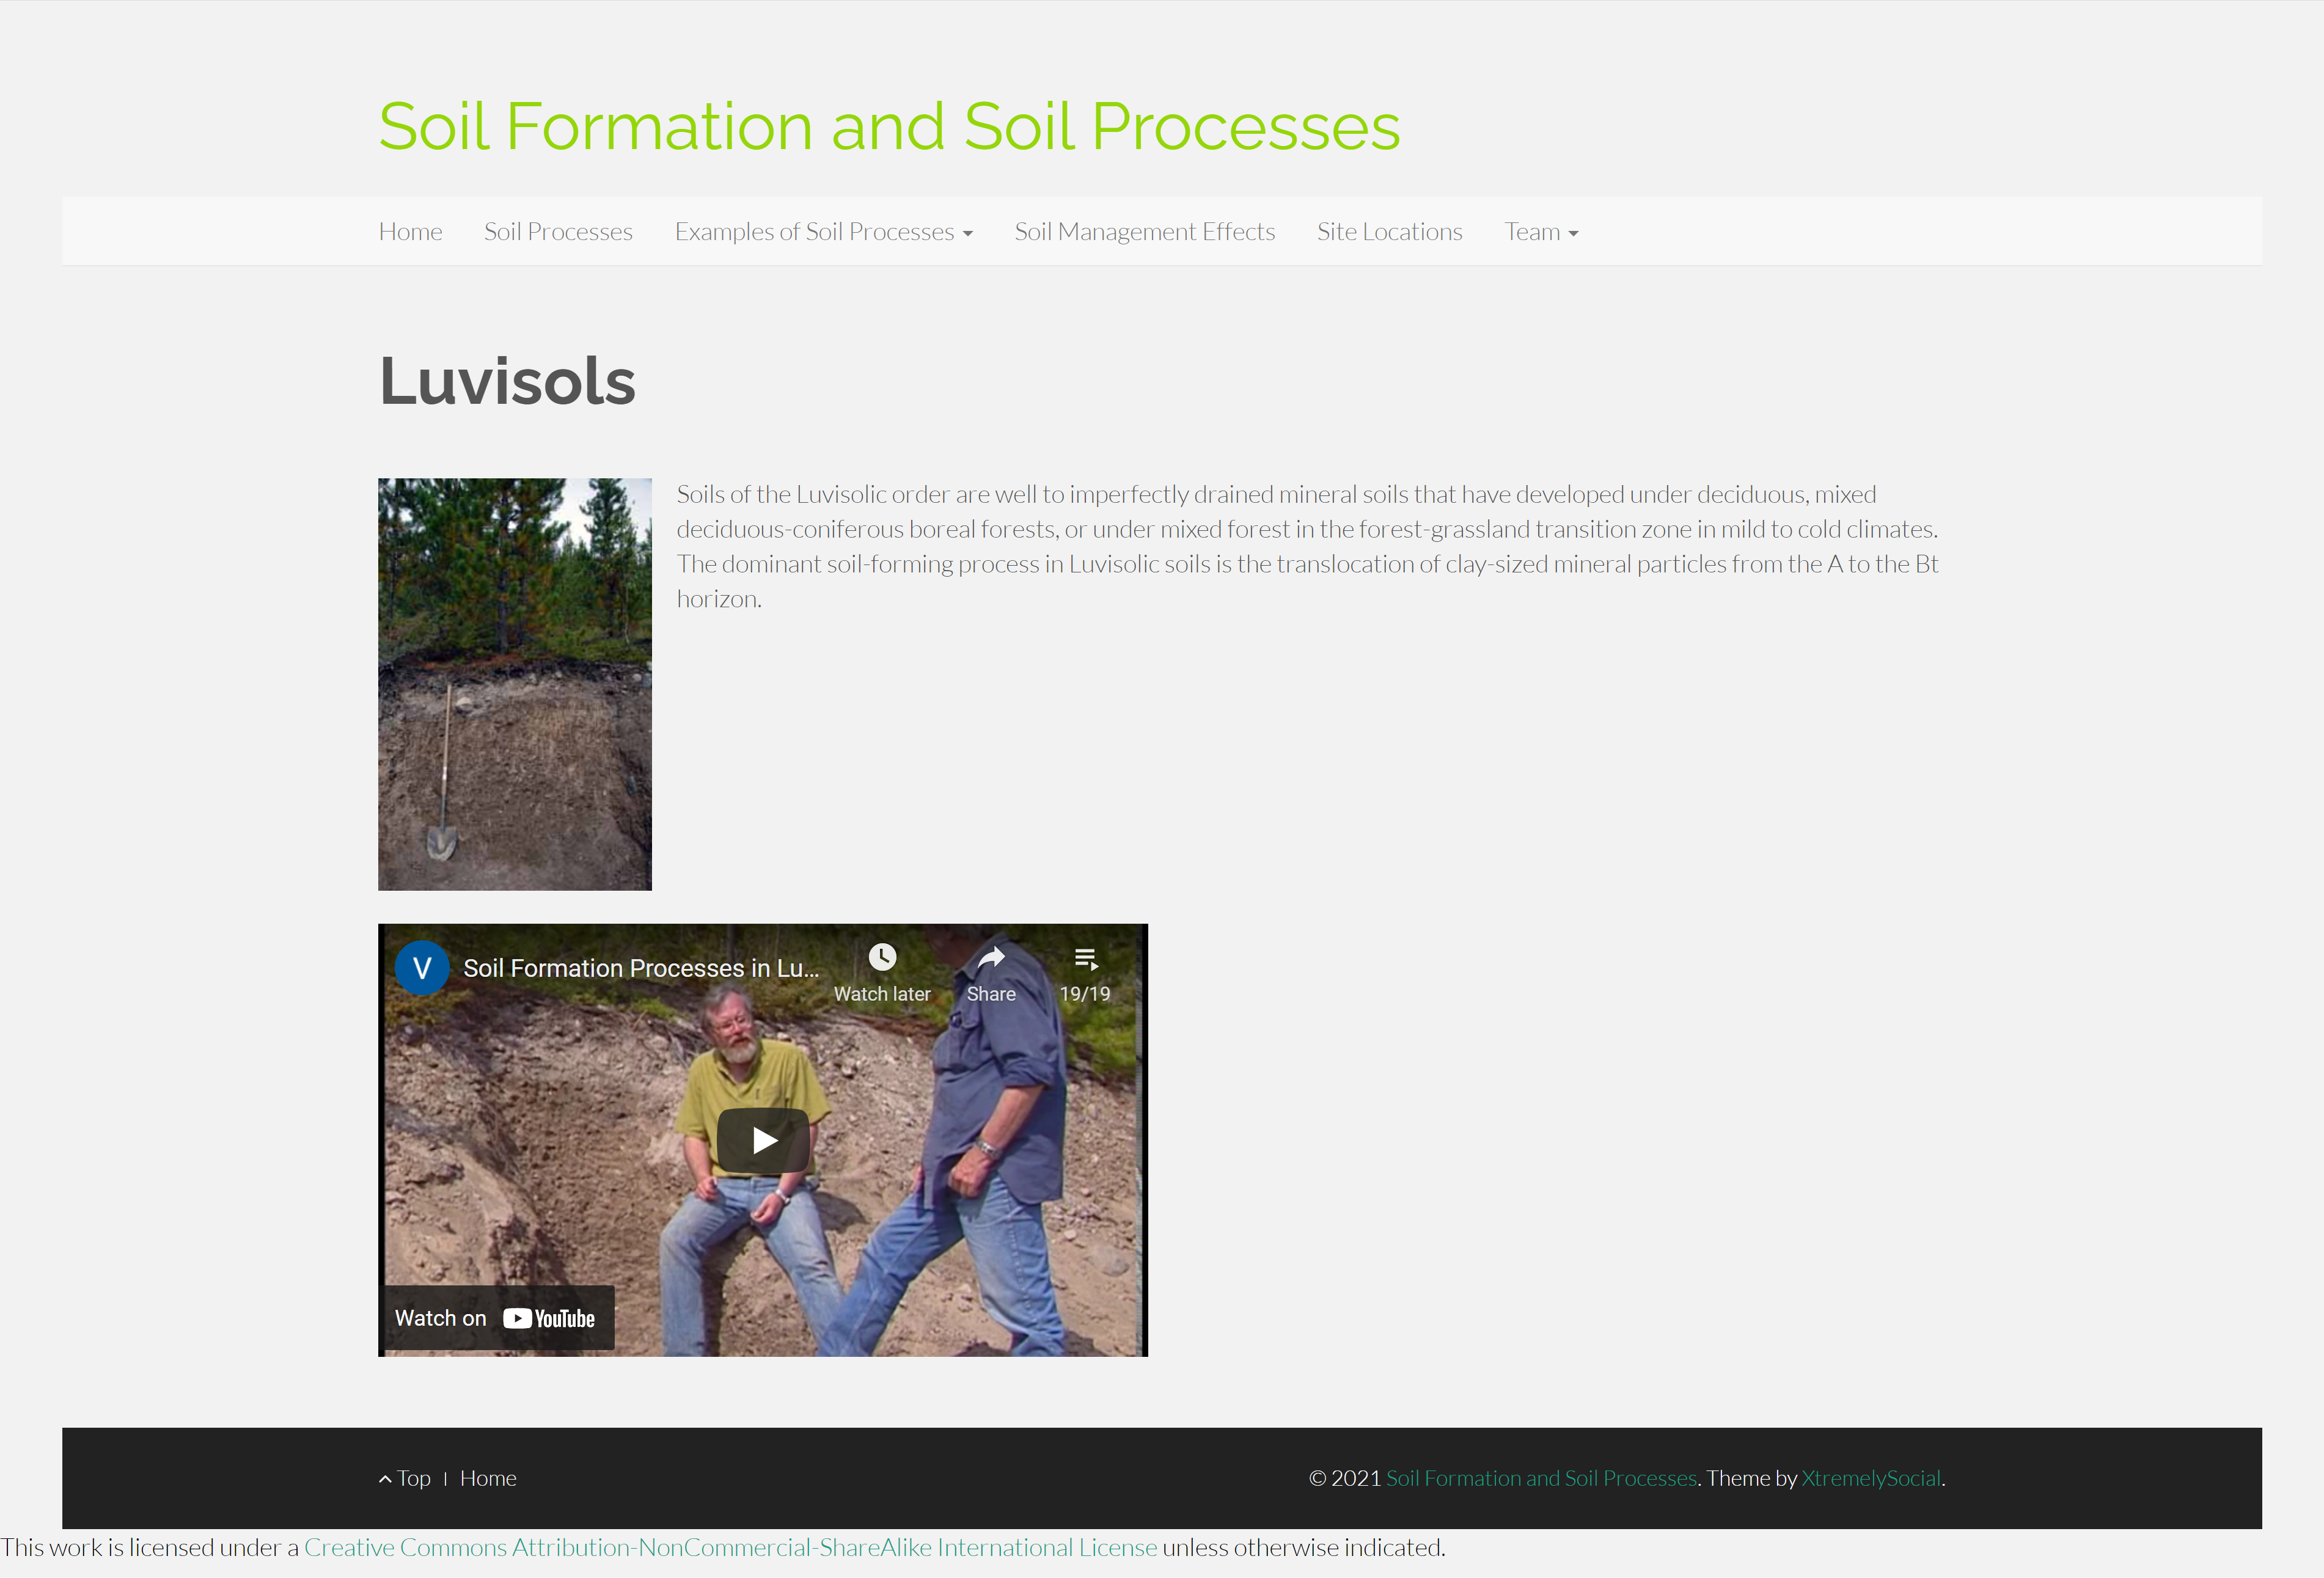 Soil Formation and Soil Processes
Home Soil Processes Examples of Soil Processes Soil Management Effects Site Locations Team
Luvisols
Soils of the Luvisolic order are well to imperfectly drained mineral soils that have developed under deciduous, mixed
deciduous-coniferous boreal forests, or under mixed forest in the forest-grassland transition zone in mild to cold climates.
The dominant soil-forming process in Luvisolic soils is the translocation of clay-sized mineral particles from the A to the Bt
horizon.
V Soil Formation Processes in Lu...
Watch later Share 19/19
Watch on YouTube
Top | Home
© 2021 Soil Formation and Soil Processes. Theme by XtremelySocial.
This work is licensed under a Creative Commons Attribution-NonCommercial-ShareAlike International License unless otherwise indicated.